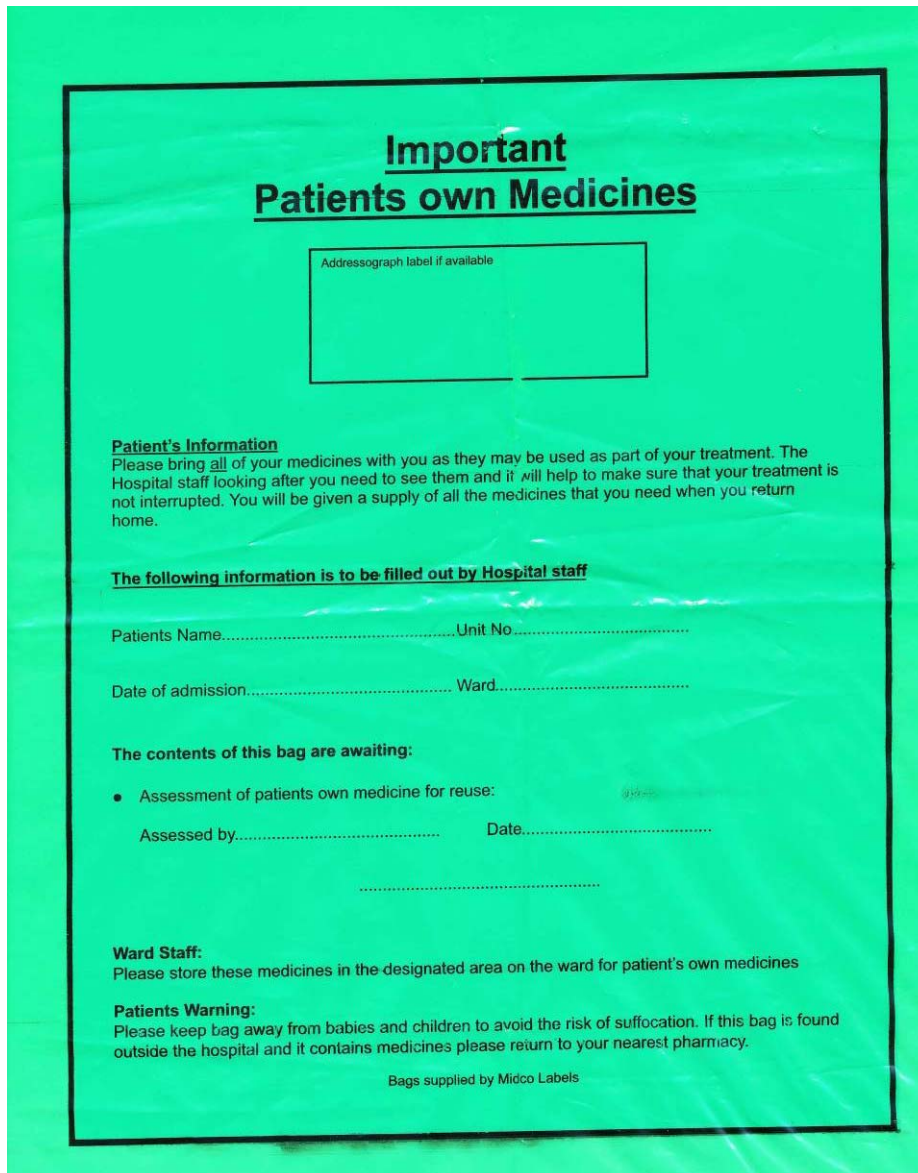 Important
Patients own Medicines
Addressograph label if available
Patient's Information
Please bring all of your medicines with you as they may be used as part of your treatment. The
Hospital staff looking after you need to see them and it will help to make sure that your treatment is
not interrupted. You will be given a supply of all the medicines that you need when you return
home.
The following information is to be filled out by Hospital staff
Patients Name..............................................Unit No...................................
Date of admission......................................... Ward.......................................
The contents of this bag are awaiting:
• Assessment of patients own medicine for reuse:
Assessed by......................................... Date......................................
................................................
Ward Staff:
Please store these medicines in the designated area on the ward for patient's own medicines
Patients Warning:
Please keep bag away from babies and children to avoid the risk of suffocation. If this bag is found
outside the hospital and it contains medicines please return to your nearest pharmacy.
Bags supplied by Midco Labels